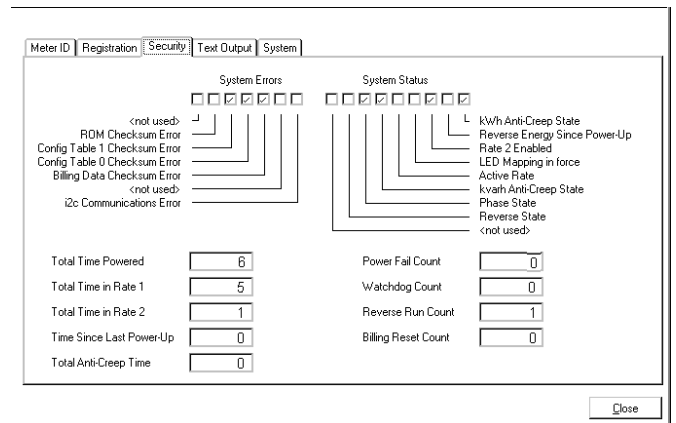 Meter ID Registration Security Text Output System
System Errors System Status
<not used> kWh Anti-Creep State
ROM Checksum Error Reverse Energy Since Power-Up
Config Table 1 Checksum Error Rate 2 Enabled
Config Table 0 Checksum Error LED Mapping in force
Billing Data Checksum Error Active Rate
<not used> kvarh Anti-Creep State
i2c Communications Error Phase State
Reverse State
<not used>
Total Time Powered 6 Power Fail Count 0
Total Time in Rate 1 5 Watchdog Count 0
Total Time in Rate 2 1 Reverse Run Count 1
Time Since Last Power-Up 0 Billing Reset Count 0
Total Anti-Creep Time 0
Close